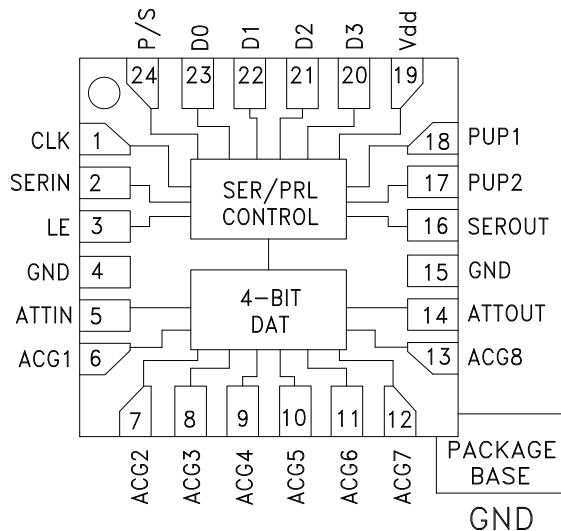 P/S
D0
D1
D2
D3
Vdd
24
23
22
21
20
19
CLK
1
18
PUP1
SERIN
2
SER/PRL
CONTROL
17
PUP2
LE
3
16
SEROUT
GND
4
15
GND
ATTIN
5
4-BIT
DAT
14
ATTOUT
ACG1
6
13
ACG8
7
8
9
10
11
12
ACG2
ACG3
ACG4
ACG5
ACG6
ACG7
PACKAGE
BASE
GND